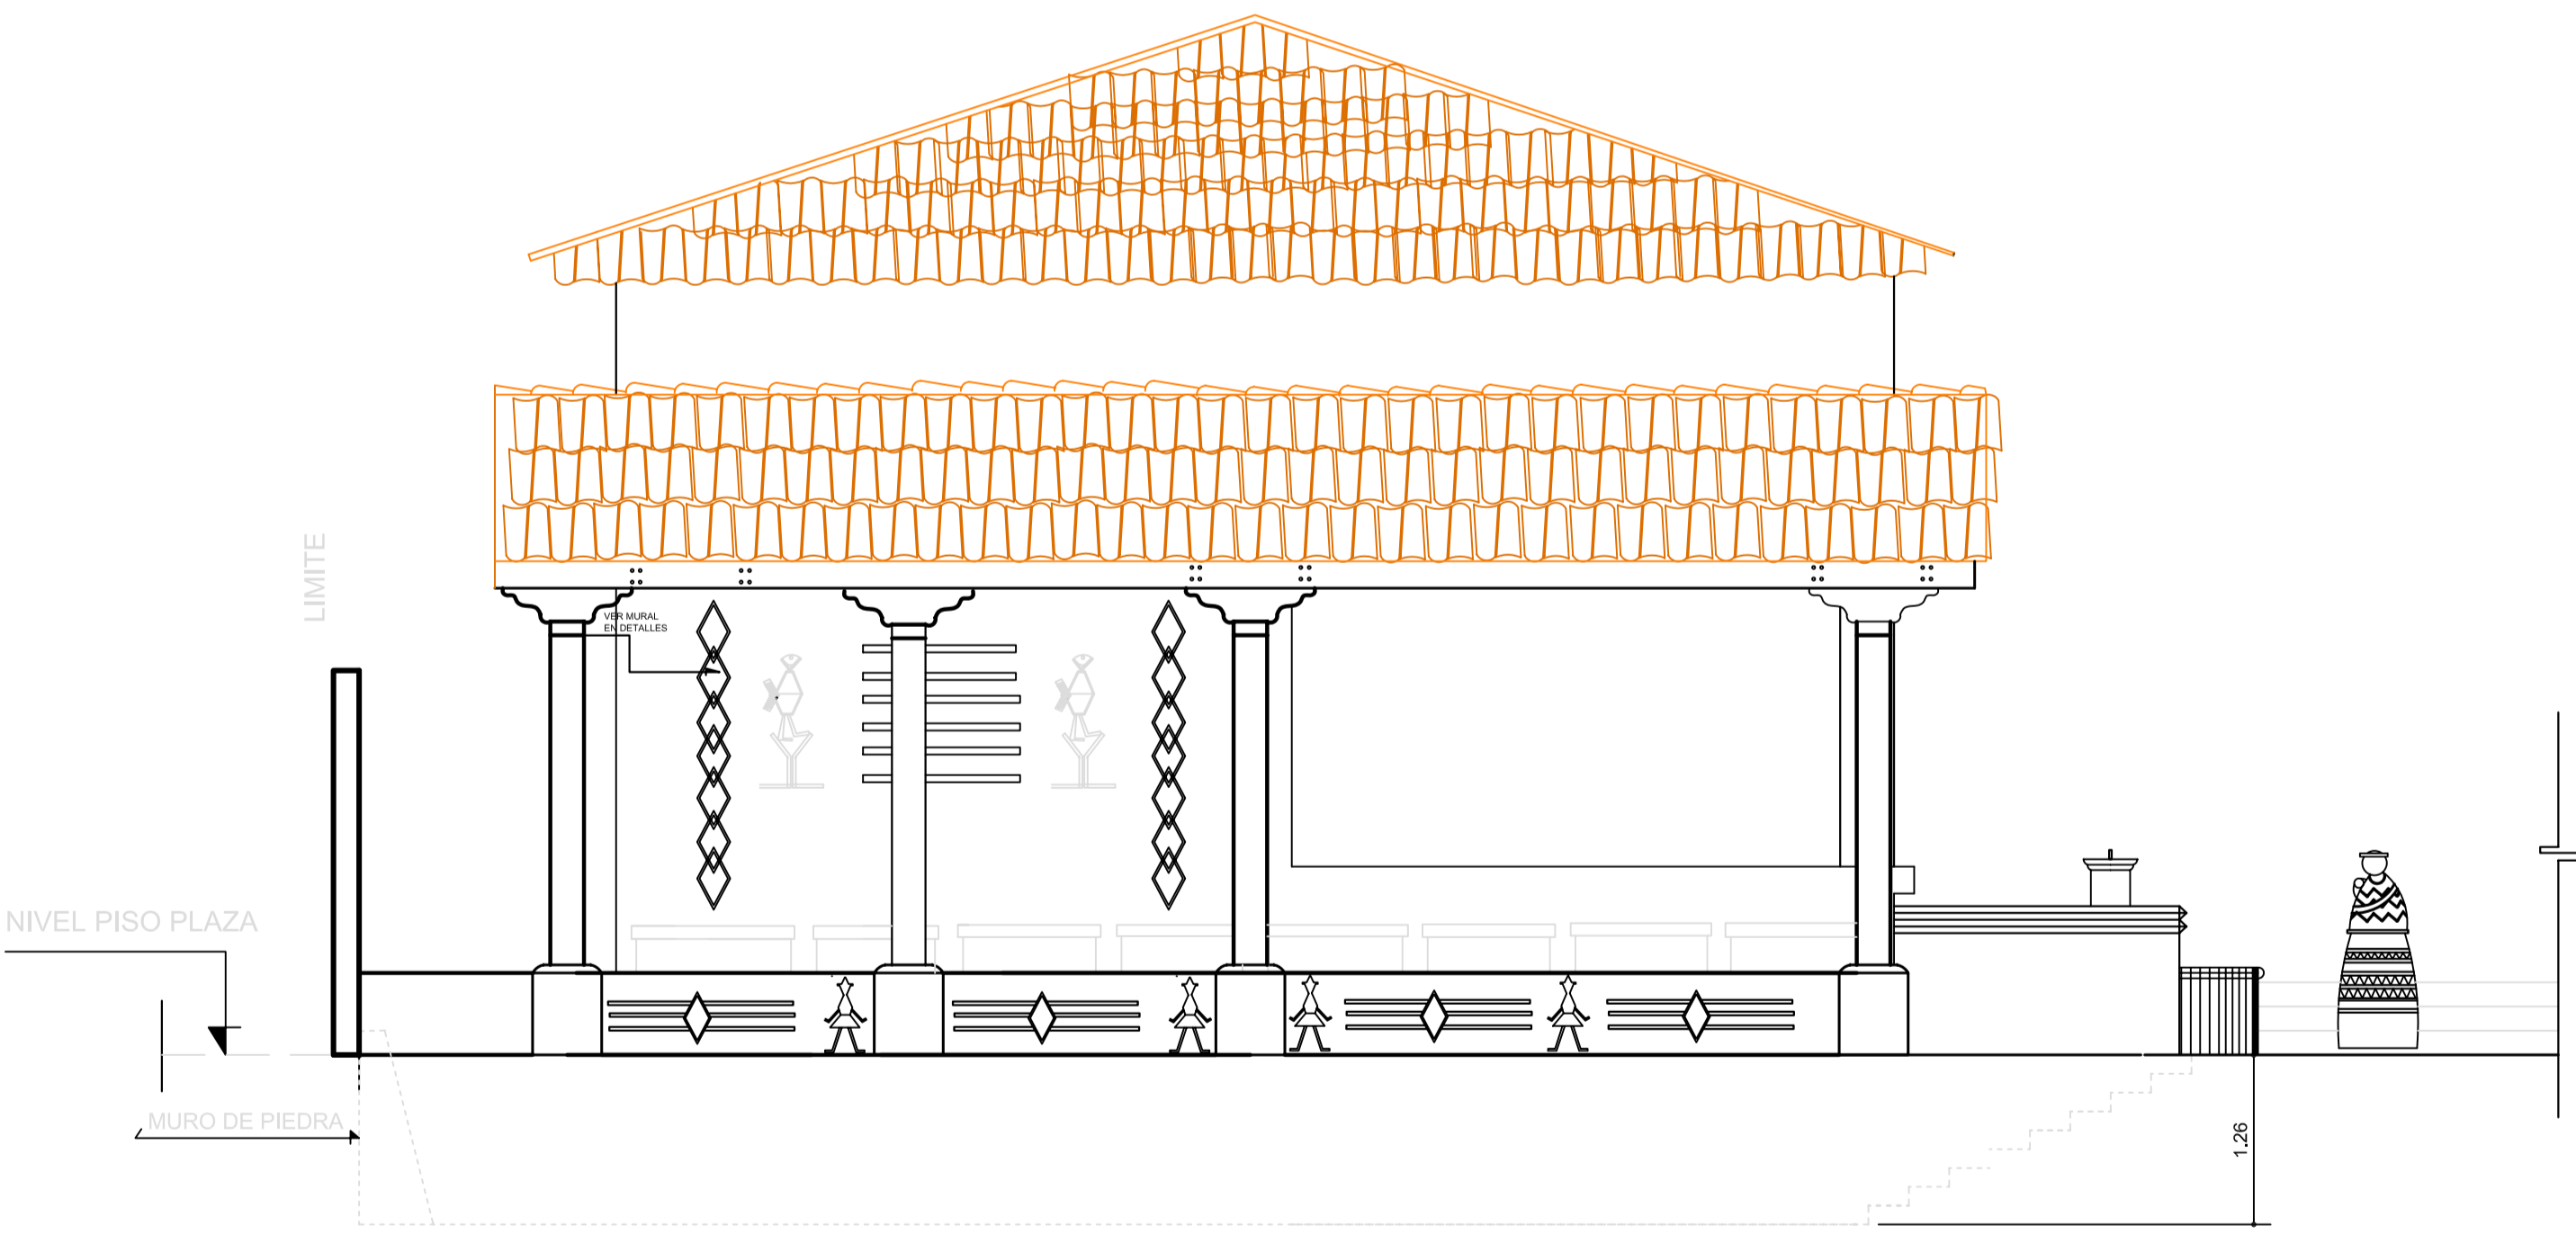 LIMITE
VER MURAL
EN DETALLES
NIVEL PISO PLAZA
MURO DE PIEDRA
1.26